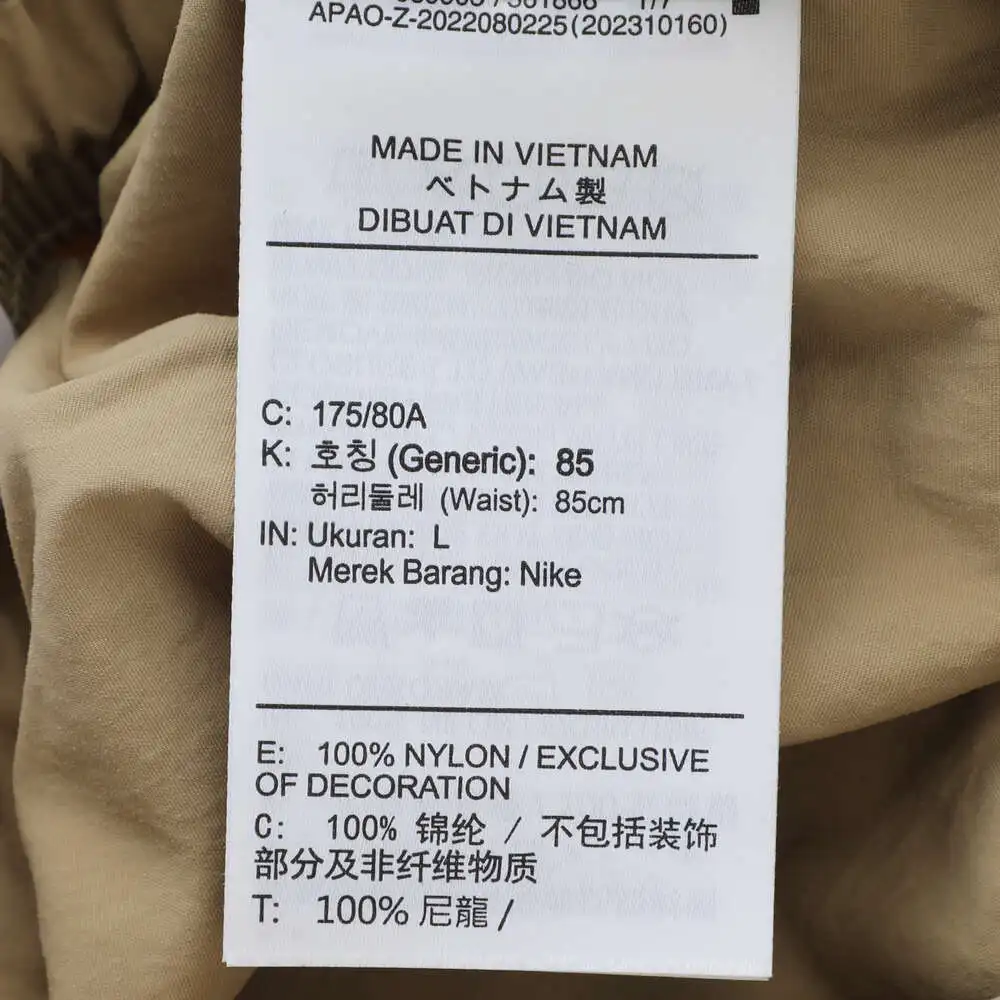 APAO-Z-2022080225(202310160)
MADE IN VIETNAM
ベトナム製
DIBUAT DI VIETNAM
C: 175/80A
K: 호칭 (Generic): 85
허리둘레 (Waist): 85cm
IN: Ukuran: L
Merek Barang: Nike
E: 100% NYLON / EXCLUSIVE
OF DECORATION
C: 100% 锦纶 / 不包括装饰
部分及非纤维物质
T: 100% 尼龍 /